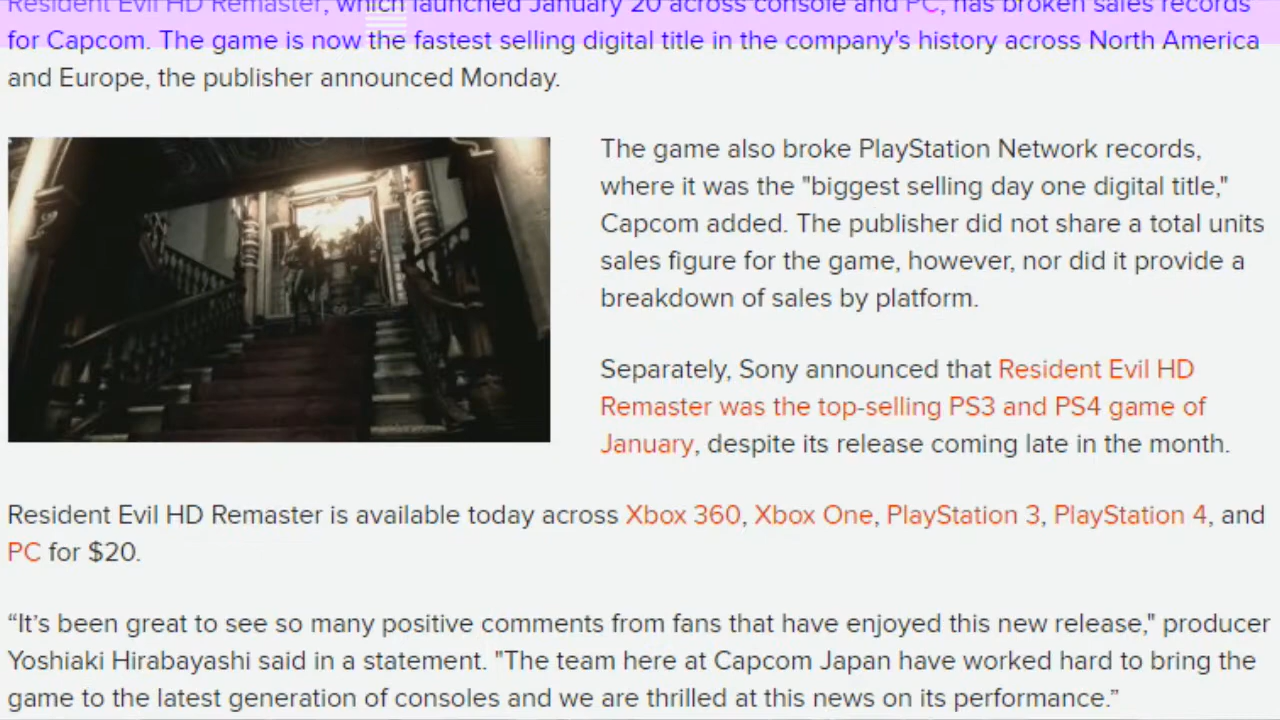 Resident Evil HD Remaster, which launched January 20 across console and PC, has broken sales records
for Capcom. The game is now the fastest selling digital title in the company's history across North America
and Europe, the publisher announced Monday.
The game also broke PlayStation Network records,
where it was the "biggest selling day one digital title,"
Capcom added. The publisher did not share a total units
sales figure for the game, however, nor did it provide a
breakdown of sales by platform.
Separately, Sony announced that Resident Evil HD
Remaster was the top-selling PS3 and PS4 game of
January, despite its release coming late in the month.
Resident Evil HD Remaster is available today across Xbox 360, Xbox One, PlayStation 3, PlayStation 4, and
PC for $20.
“It’s been great to see so many positive comments from fans that have enjoyed this new release," producer
Yoshiaki Hirabayashi said in a statement. "The team here at Capcom Japan have worked hard to bring the
game to the latest generation of consoles and we are thrilled at this news on its performance.”